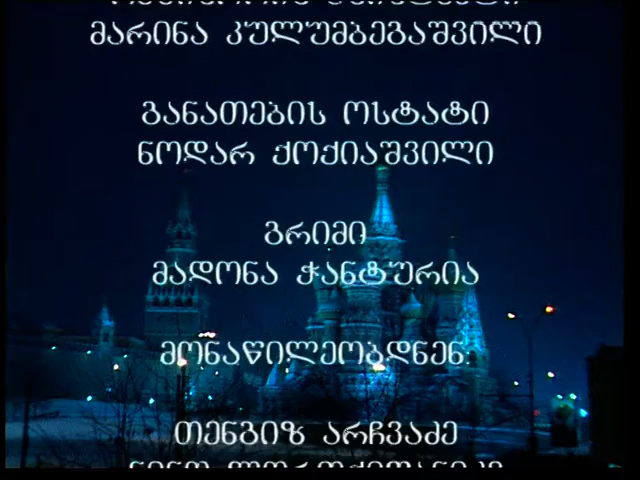 მარინა კულუმბეგაშვილი
განათების ოსტატი
ნოდარ ქოქიაშვილი
გრიმი
მადონა ჭანტურია
მონაწილეობდნენ:
თენგიზ არჩვაძე